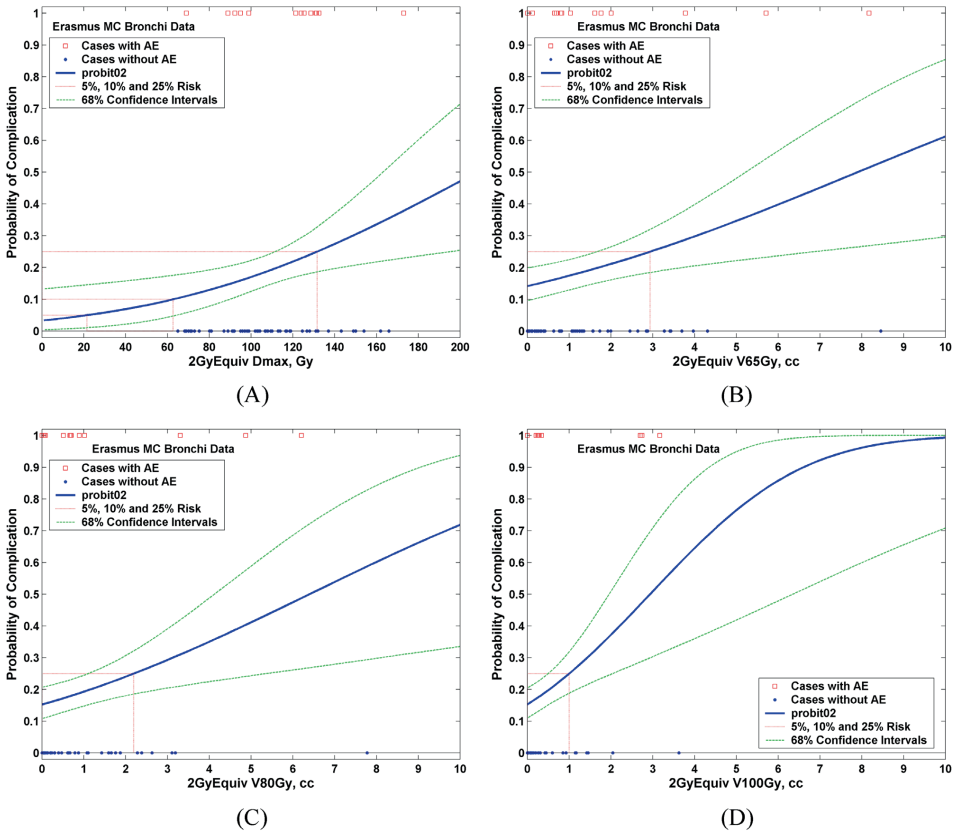 Erasmus MC Bronchi Data
Cases with AE
Cases without AE
probit02
5%, 10% and 25% Risk
68% Confidence Intervals
Probability of Complication
1
0.9
0.8
0.7
0.6
0.5
0.4
0.3
0.2
0.1
0
0 20 40 60 80 100 120 140 160 180 200
2GyEquiv Dmax, Gy
(A)
Erasmus MC Bronchi Data
Cases with AE
Cases without AE
probit02
5%, 10% and 25% Risk
68% Confidence Intervals
Probability of Complication
1
0.9
0.8
0.7
0.6
0.5
0.4
0.3
0.2
0.1
0
0 1 2 3 4 5 6 7 8 9 10
2GyEquiv V65Gy, cc
(B)
Erasmus MC Bronchi Data
Cases with AE
Cases without AE
probit02
5%, 10% and 25% Risk
68% Confidence Intervals
Probability of Complication
1
0.9
0.8
0.7
0.6
0.5
0.4
0.3
0.2
0.1
0
0 1 2 3 4 5 6 7 8 9 10
2GyEquiv V80Gy, cc
(C)
Erasmus MC Bronchi Data
Probability of Complication
1
0.9
0.8
0.7
0.6
0.5
0.4
0.3
0.2
0.1
0
Cases with AE
Cases without AE
probit02
5%, 10% and 25% Risk
68% Confidence Intervals
0 1 2 3 4 5 6 7 8 9 10
2GyEquiv V100Gy, cc
(D)